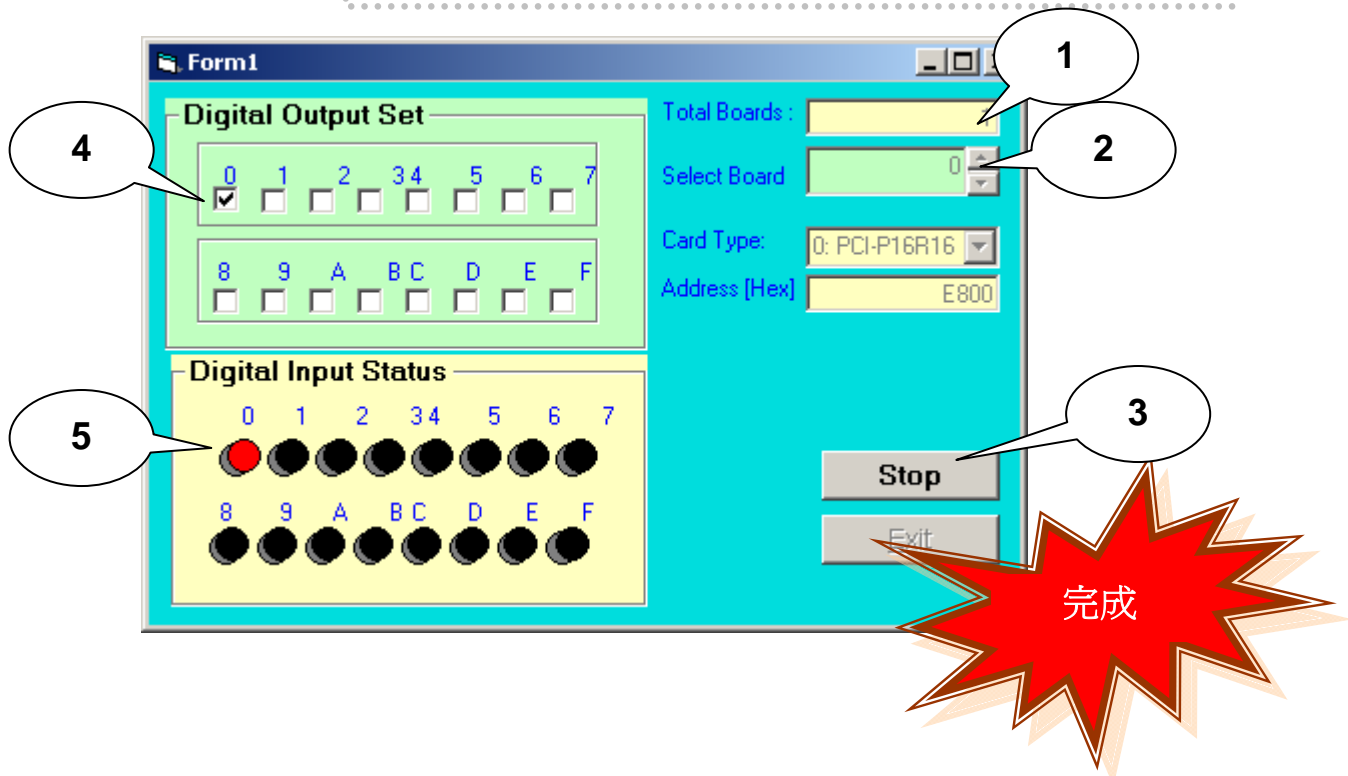 Form1
1
Digital Output Set
Total Boards :
1
4
2
0 1 2 3 4 5 6 7
Select Board
0
Card Type:
0: PCI-P16R16
8 9 A B C D E F
Address [Hex]
E800
Digital Input Status
0 1 2 3 4 5 6 7
5
3
Stop
8 9 A B C D E F
Exit
完成